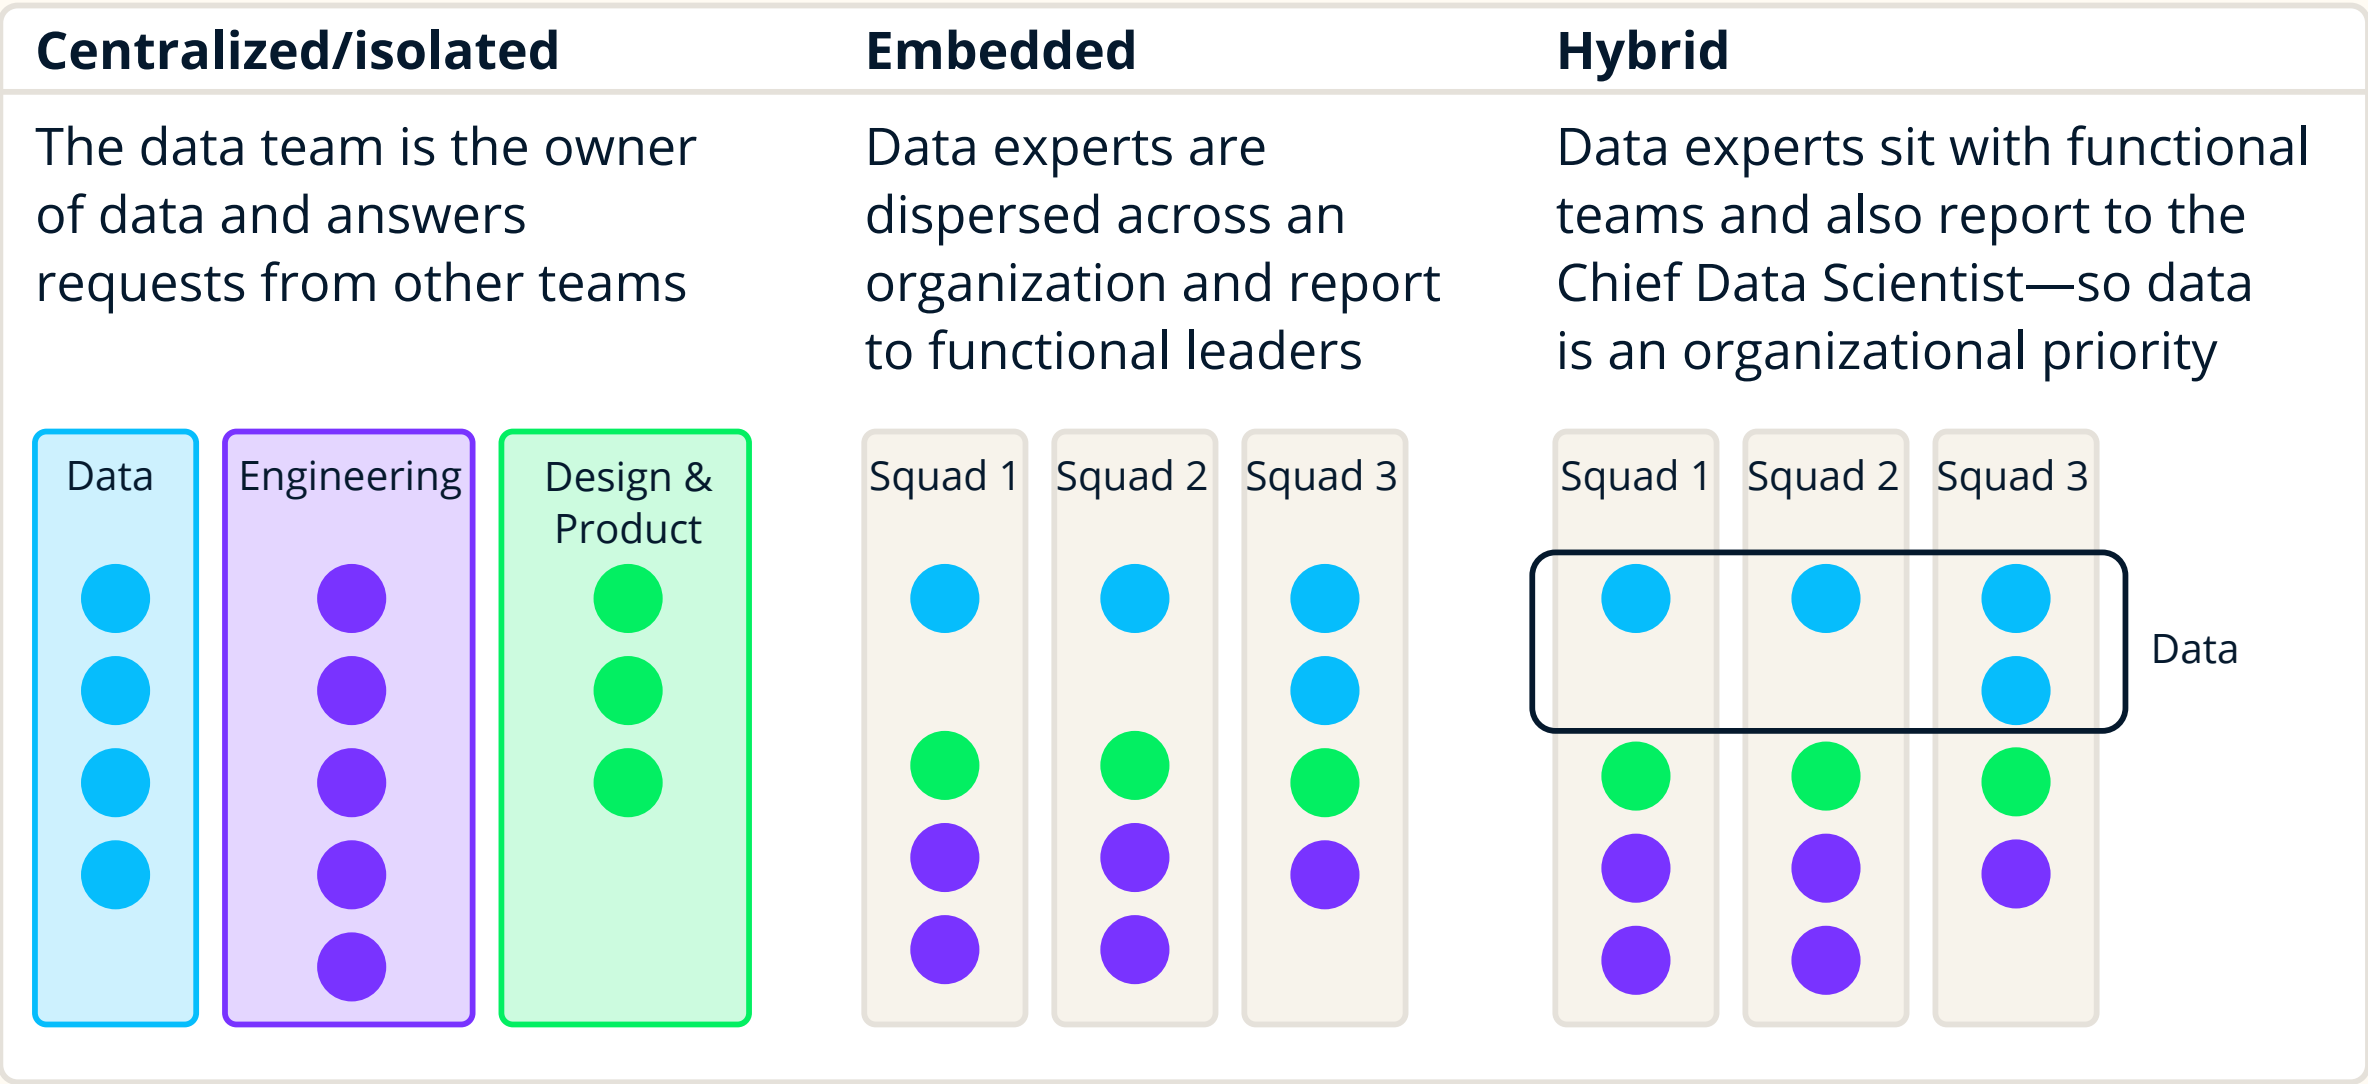 Centralized/isolated
The data team is the owner
of data and answers
requests from other teams
Data
Engineering
Design &
Product
Embedded
Data experts are
dispersed across an
organization and report
to functional leaders
Squad 1
Squad 2
Squad 3
Hybrid
Data experts sit with functional
teams and also report to the
Chief Data Scientist—so data
is an organizational priority
Squad 1
Squad 2
Squad 3
Data